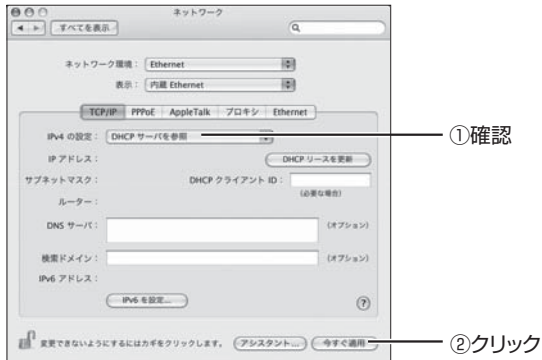 ネットワーク
すべてを表示
ネットワーク環境： Ethernet
表示： 内蔵 Ethernet
TCP/IP PPPoE AppleTalk プロキシ Ethernet
IPv4 の設定： DHCP サーバを参照
①確認
IP アドレス： DHCP リースを更新
サブネットマスク： DHCP クライアント ID：
(必要な場合)
ルーター：
DNS サーバ： (オプション)
検索ドメイン： (オプション)
IPv6 アドレス：
IPv6 を設定... ?
変更できないようにするにはカギをクリックします。 アシスタント... 今すぐ適用
②クリック